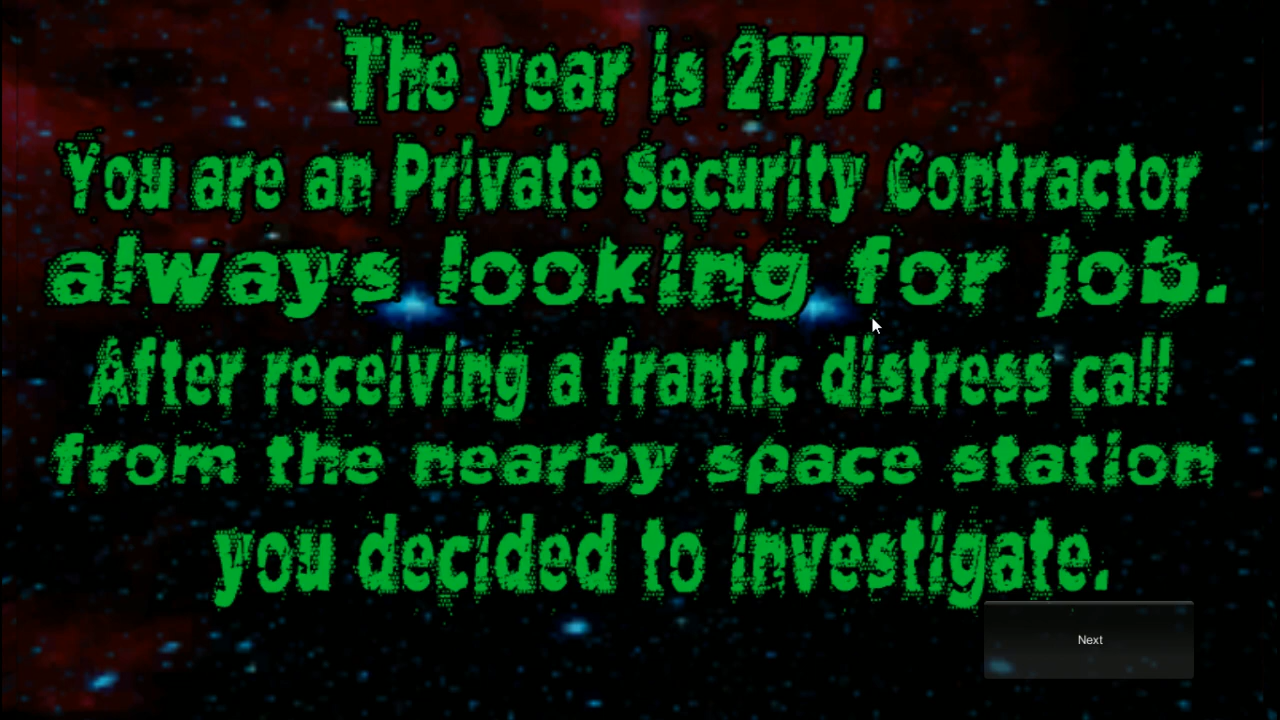 The year is 2177.
You are an Private Security Contractor
always looking for job.
After receiving a frantic distress call
from the nearby space station
you decided to investigate.
Next